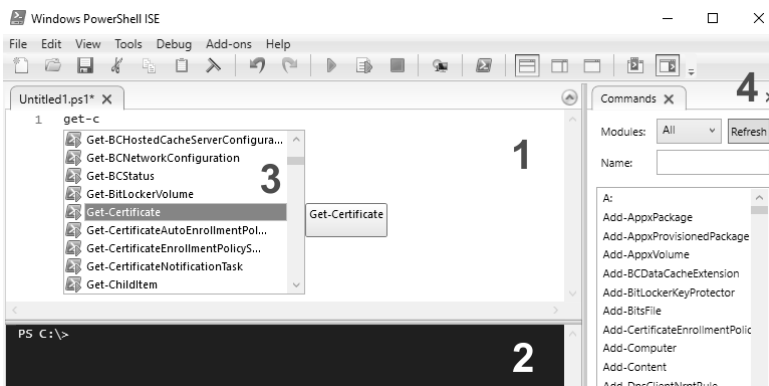 Windows PowerShell ISE
File Edit View Tools Debug Add-ons Help
Untitled1.ps1* X
1 get-c
Get-BCHostedCacheServerConfigura...
Get-BCNetworkConfiguration
Get-BCStatus
Get-BitLockerVolume
Get-Certificate
Get-CertificateAutoEnrollmentPol...
Get-CertificateEnrollmentPolicyS...
Get-CertificateNotificationTask
Get-ChildItem
Get-Certificate
1
3
PS C:\>
2
Commands X
4
Modules: All Refresh
Name:
A:
Add-AppxPackage
Add-AppxProvisionedPackage
Add-AppxVolume
Add-BCDataCacheExtension
Add-BitLockerKeyProtector
Add-BitsFile
Add-CertificateEnrollmentPolic
Add-Computer
Add-Content
Add-DnsClientNrptRule